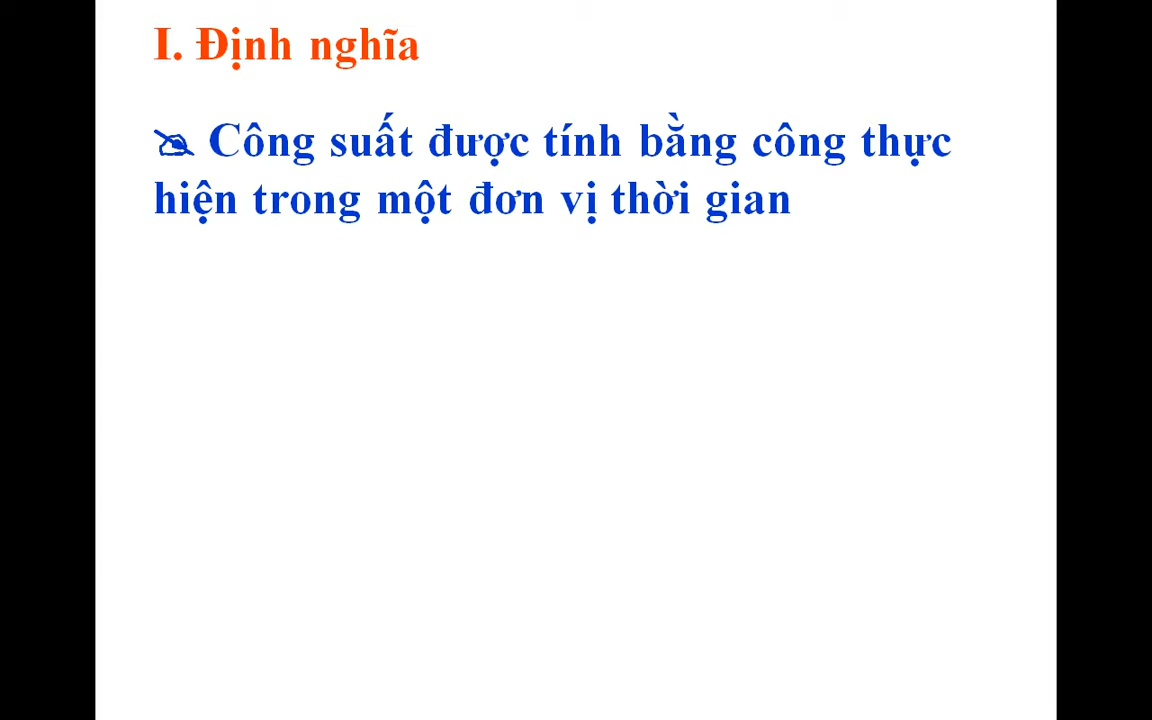 I. Định nghĩa
Công suất được tính bằng công thực
hiện trong một đơn vị thời gian